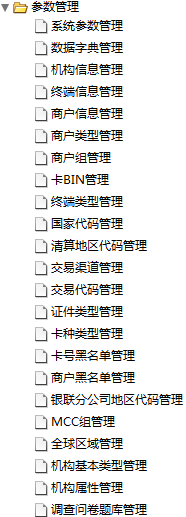 参数管理
系统参数管理
数据字典管理
机构信息管理
终端信息管理
商户信息管理
商户类型管理
商户组管理
卡BIN管理
终端类型管理
国家代码管理
清算地区代码管理
交易渠道管理
交易代码管理
证件类型管理
卡种类型管理
卡号黑名单管理
商户黑名单管理
银联分公司地区代码管理
MCC组管理
全球区域管理
机构基本类型管理
机构属性管理
调查问卷题库管理